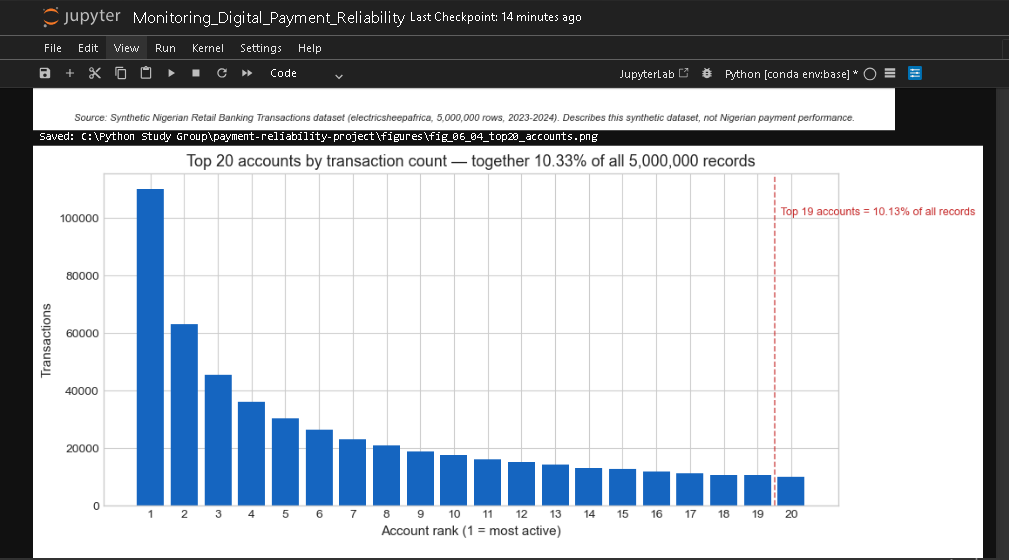 jupyter Monitoring_Digital_Payment_Reliability Last Checkpoint: 14 minutes ago
File Edit View Run Kernel Settings Help
Code JupyterLab Python [conda env:base] *
Source: Synthetic Nigerian Retail Banking Transactions dataset (electricsheepafrica, 5,000,000 rows, 2023-2024). Describes this synthetic dataset, not Nigerian payment performance.
Saved: C:\Python Study Group\payment-reliability-project\figures\fig_06_04_top20_accounts.png
Top 20 accounts by transaction count — together 10.33% of all 5,000,000 records
Top 19 accounts = 10.13% of all records
100000
80000
60000
40000
20000
0
Transactions
1 2 3 4 5 6 7 8 9 10 11 12 13 14 15 16 17 18 19 20
Account rank (1 = most active)